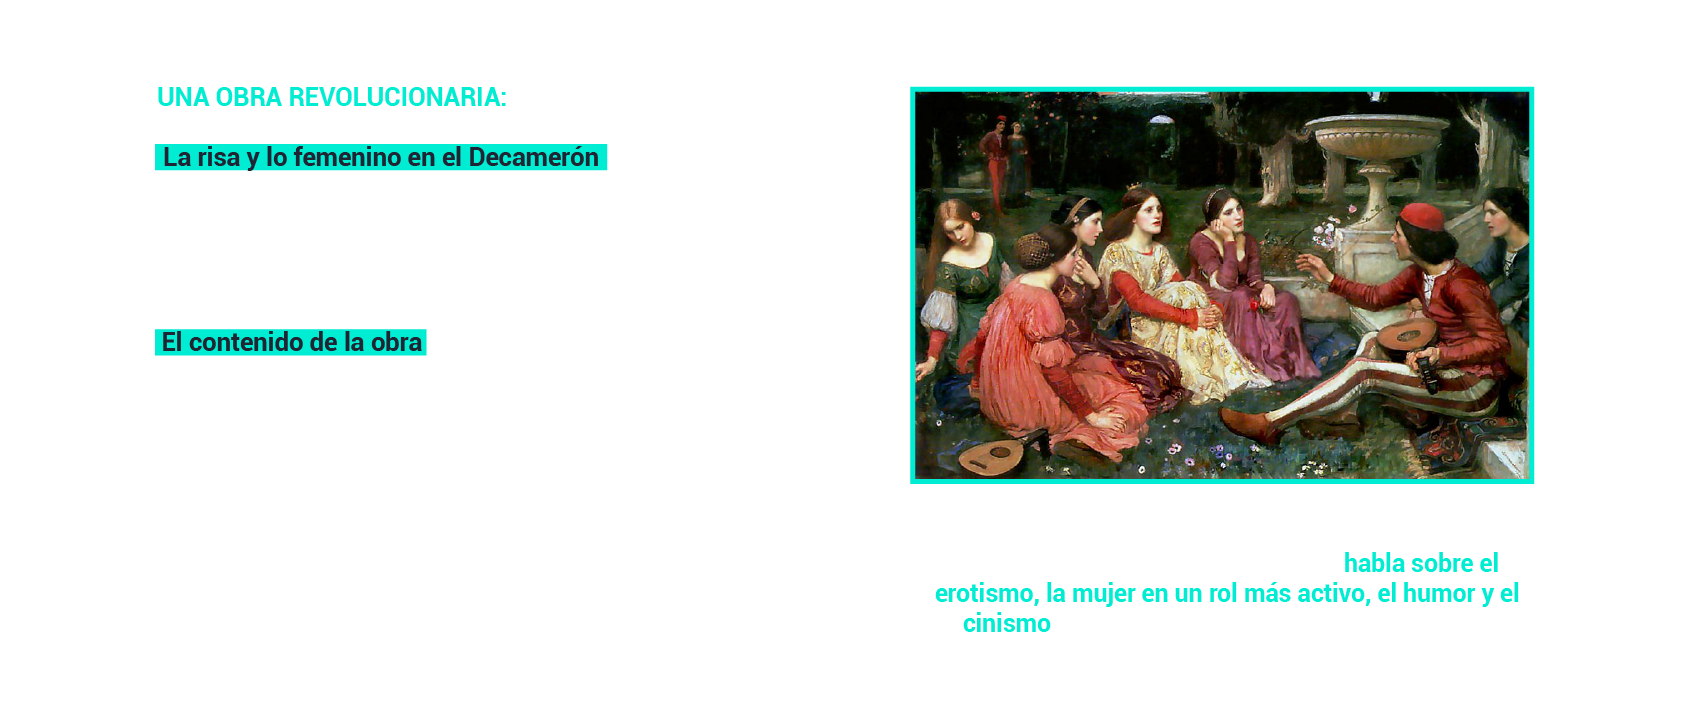 UNA OBRA REVOLUCIONARIA:
La risa y lo femenino en el Decamerón
El contenido de la obra
habla sobre el
erotismo, la mujer en un rol más activo, el humor y el
cinismo